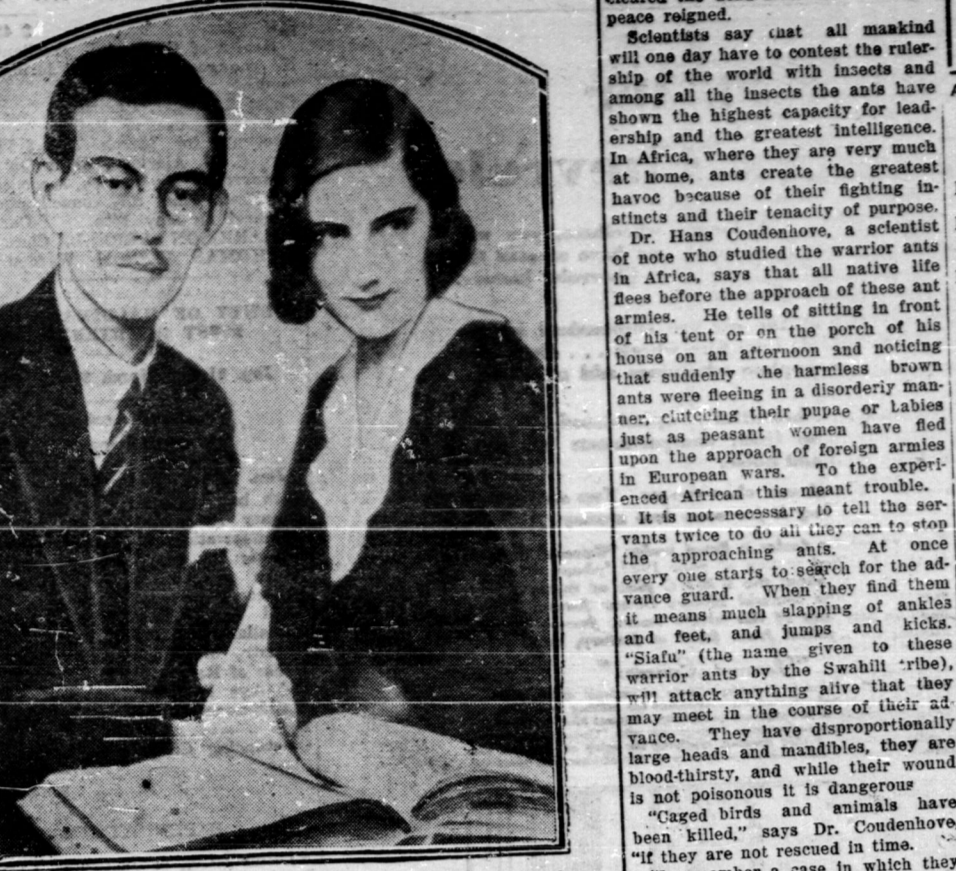 peace reigned.
Scientists say that all mankind
will one day have to contest the ruler-
ship of the world with insects and
among all the insects the ants have
shown the highest capacity for lead-
ership and the greatest intelligence.
In Africa, where they are very much
at home, ants create the greatest
havoc because of their fighting in-
stincts and their tenacity of purpose.
Dr. Hans Coudenhove, a scientist
of note who studied the warrior ants
in Africa, says that all native life
flees before the approach of these ant
armies. He tells of sitting in front
of his tent or on the porch of his
house on an afternoon and noticing
that suddenly he harmless brown
ants were fleeing in a disorderly man-
ner, clutching their pupae or babies
just as peasant women have fled
upon the approach of foreign armies
in European wars. To the experi-
enced African this meant trouble.
It is not necessary to tell the ser-
vants twice to do all they can to stop
the approaching ants. At once
every one starts to search for the ad-
vance guard. When they find them
it means much slapping of ankles
and feet, and jumps and kicks.
"Siafu" (the name given to these
warrior ants by the Swahili tribe),
will attack anything alive that they
may meet in the course of their ad-
vance. They have disproportionally
large heads and mandibles, they are
blood-thirsty, and while their wound
is not poisonous it is dangerous
"Caged birds and animals have
been killed," says Dr. Coudenhove
"if they are not rescued in time.
a case in which they